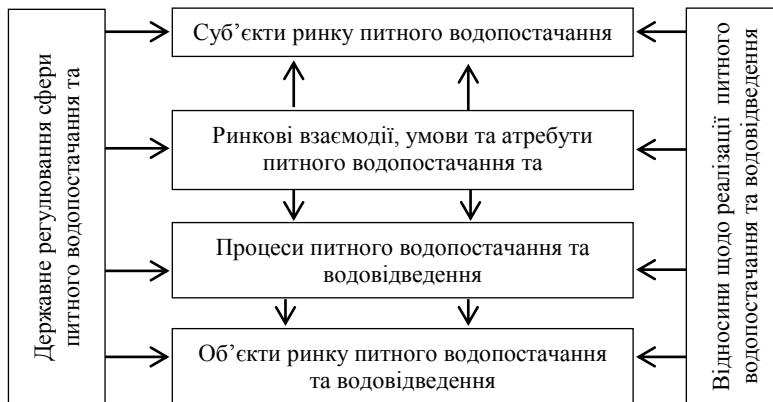 Державне регулювання сфери
питного водопостачання та
Суб’єкти ринку питного водопостачання
Ринкові взаємодії, умови та атребути
питного водопостачання та
Процеси питного водопостачання та
водовідведення
Об’єкти ринку питного водопостачання
та водовідведення
Відносини щодо реалізації питного
водопостачання та водовідведення